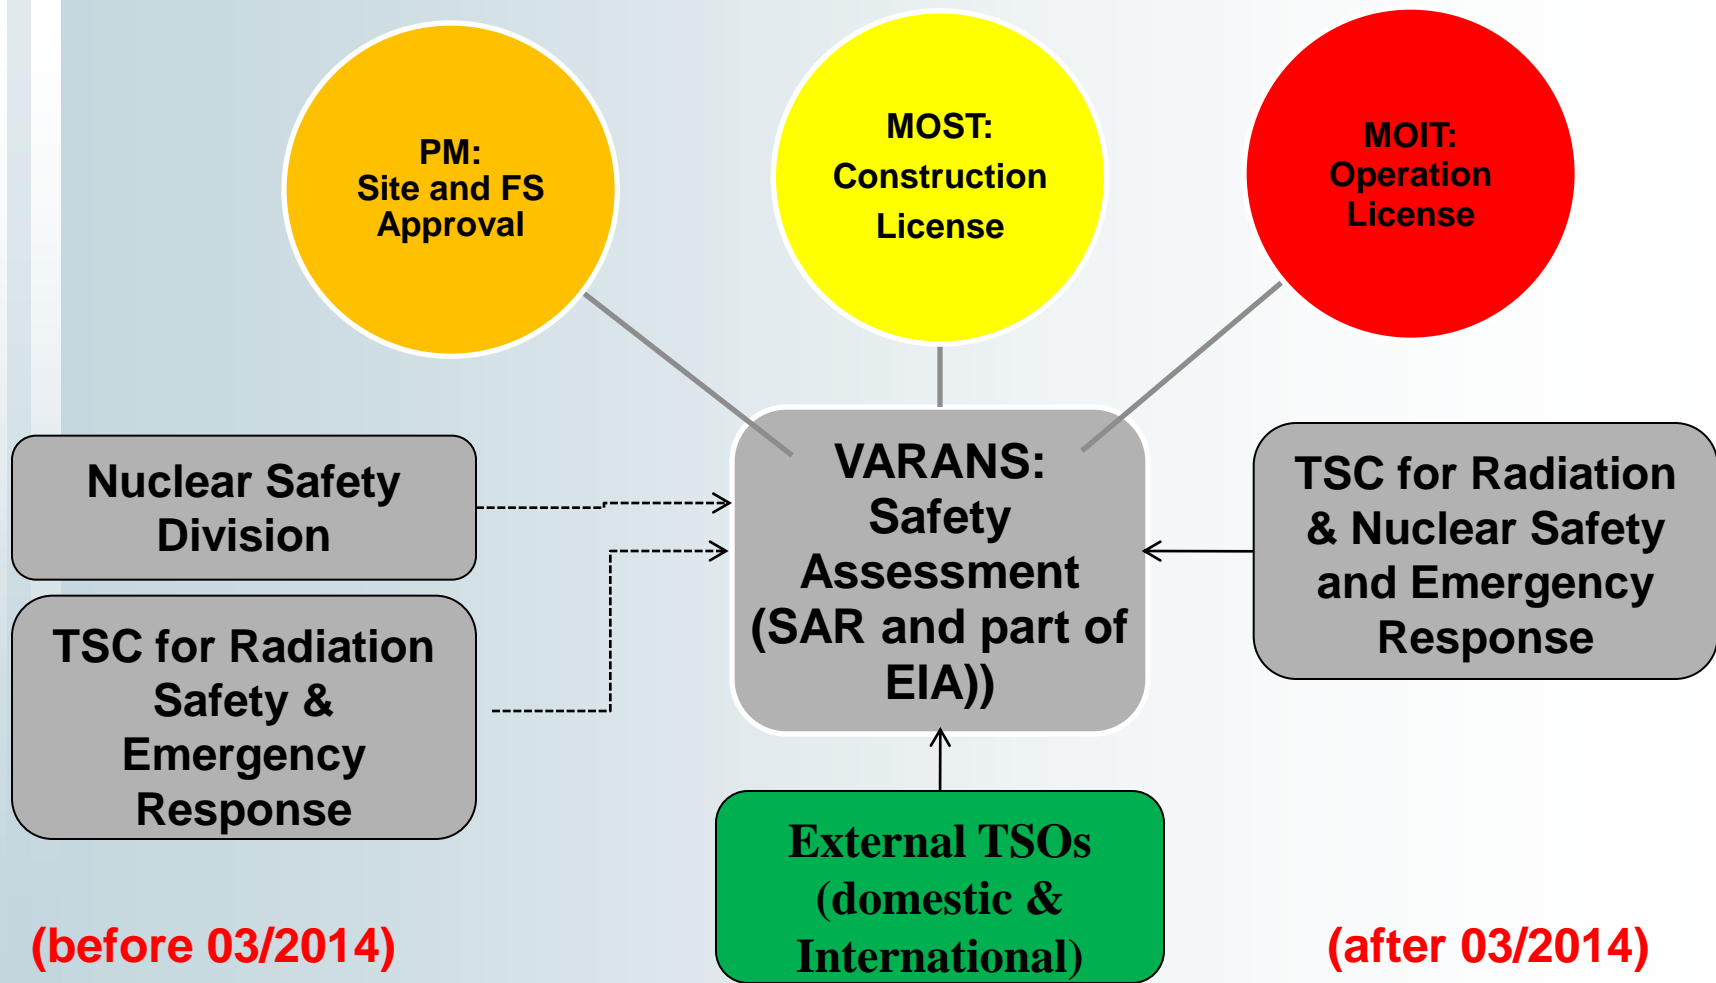 PM:
Site and FS
Approval
MOST:
Construction
License
MOIT:
Operation
License
Nuclear Safety
Division
TSC for Radiation
Safety &
Emergency
Response
VARANS:
Safety
Assessment
(SAR and part of
EIA))
TSC for Radiation
& Nuclear Safety
and Emergency
Response
External TSOs
(domestic &
International)
(before 03/2014)
(after 03/2014)